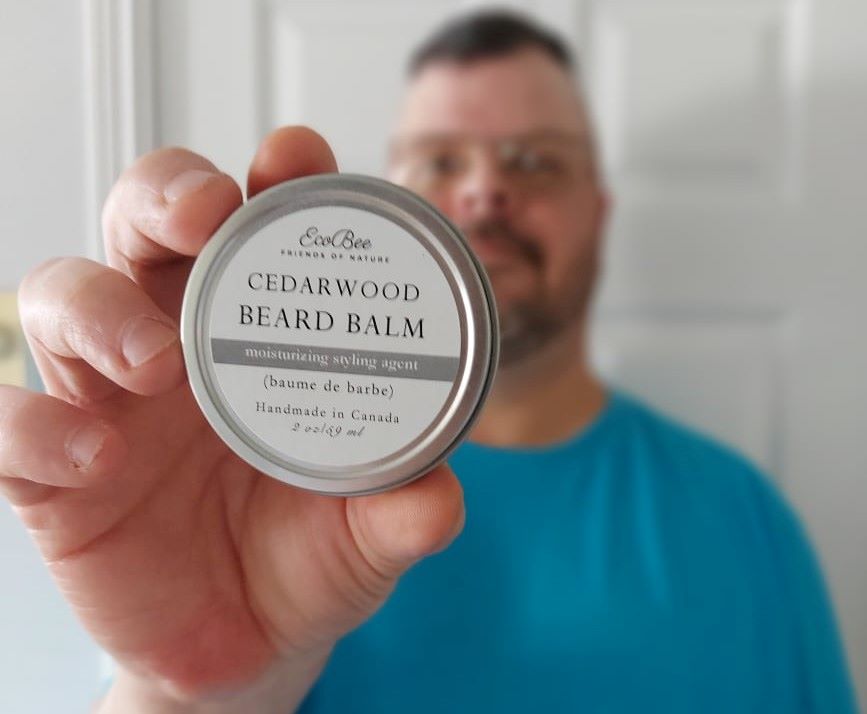 EcoBee
FRIENDS OF NATURE
CEDARWOOD
BEARD BALM
moisturizing styling agent
(baume de barbe)
Handmade in Canada
2 oz/59 ml